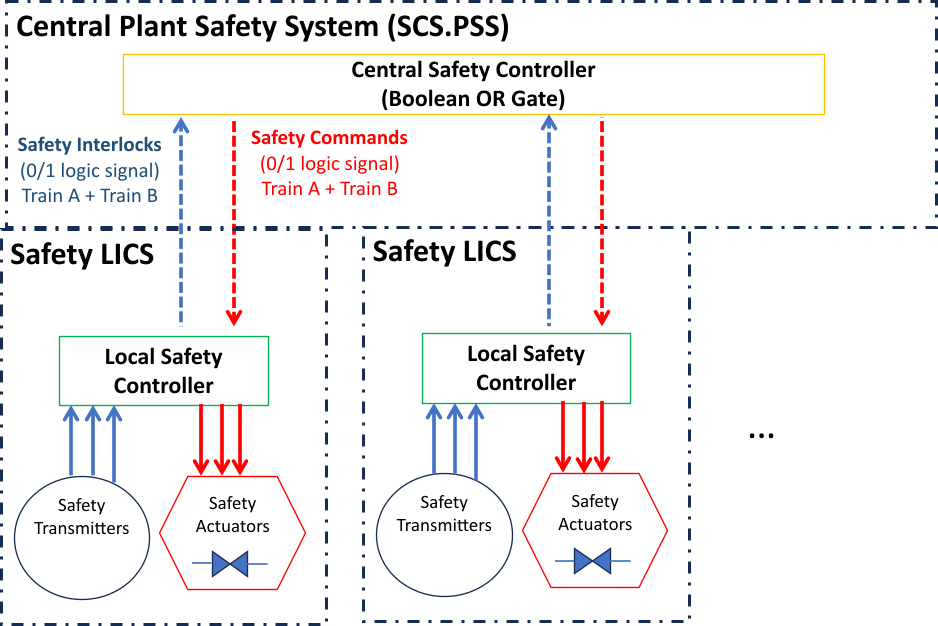 Central Plant Safety System (SCS.PSS)
Central Safety Controller
(Boolean OR Gate)
Safety Interlocks
(0/1 logic signal)
Train A + Train B
Safety Commands
(0/1 logic signal)
Train A + Train B
Safety LICS
Local Safety
Controller
Safety
Transmitters
Safety
Actuators
Safety LICS
Local Safety
Controller
Safety
Transmitters
Safety
Actuators
...